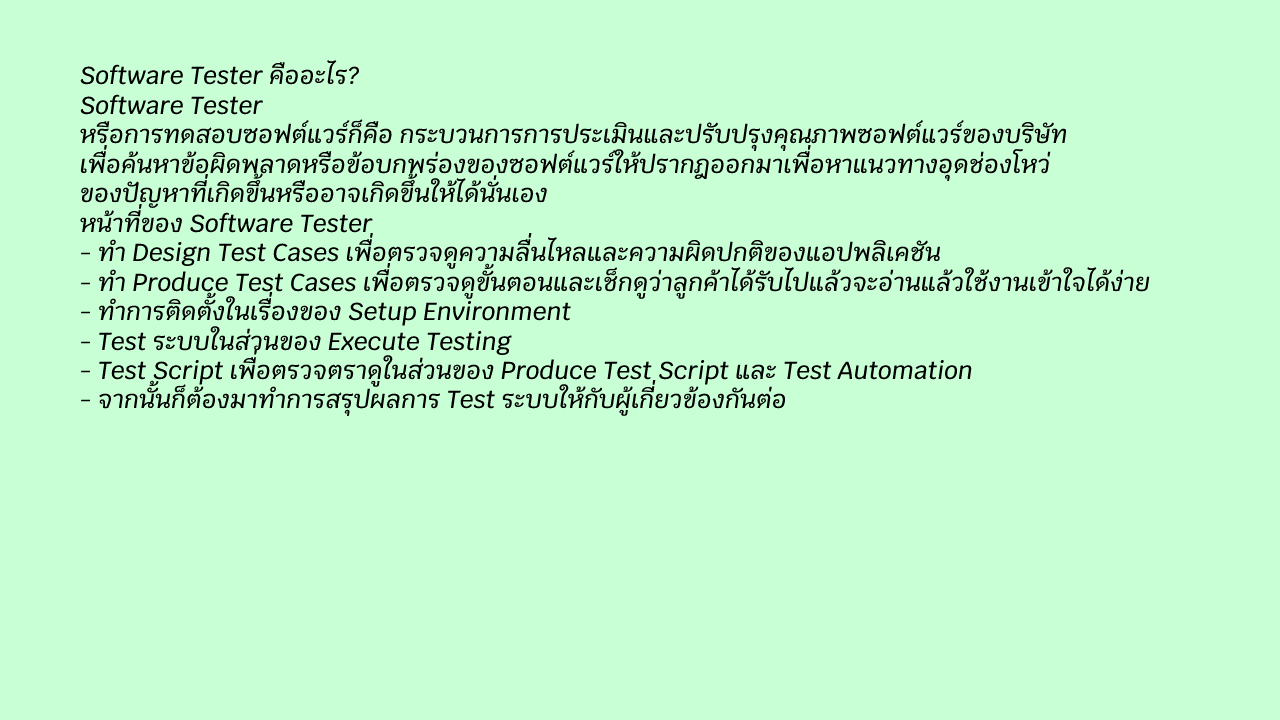 Software Tester คืออะไร?
Software Tester
หรือการทดสอบซอฟต์แวร์ก็คือ กระบวนการการประเมินและปรับปรุงคุณภาพซอฟต์แวร์ของบริษัท
เพื่อค้นหาข้อผิดพลาดหรือข้อบกพร่องของซอฟต์แวร์ให้ปรากฎออกมาเพื่อหาแนวทางอุดช่องโหว่
ของปัญหาที่เกิดขึ้นหรืออาจเกิดขึ้นให้ได้นั่นเอง
หน้าที่ของ Software Tester
– ทำ Design Test Cases เพื่อตรวจดูความลื่นไหลและความผิดปกติของแอปพลิเคชัน
– ทำ Produce Test Cases เพื่อตรวจดูขั้นตอนและเช็กดูว่าลูกค้าได้รับไปแล้วจะอ่านแล้วใช้งานเข้าใจได้ง่าย
– ทำการติดตั้งในเรื่องของ Setup Environment
– Test ระบบในส่วนของ Execute Testing
– Test Script เพื่อตรวจตราดูในส่วนของ Produce Test Script และ Test Automation
– จากนั้นก็ต้องมาทำการสรุปผลการ Test ระบบให้กับผู้เกี่ยวข้องกันต่อ